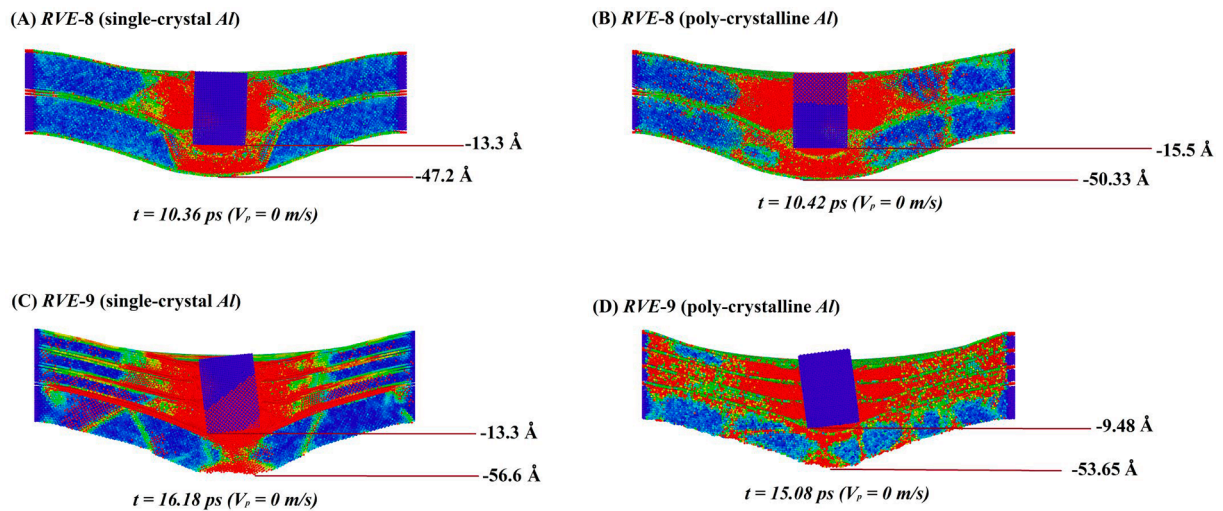 (A) RVE-8 (single-crystal Al)
(B) RVE-8 (poly-crystalline Al)
-13.3 Å
-47.2 Å
t = 10.36 ps (Vp = 0 m/s)
-15.5 Å
-50.33 Å
t = 10.42 ps (Vp = 0 m/s)
(C) RVE-9 (single-crystal Al)
(D) RVE-9 (poly-crystalline Al)
-13.3 Å
-56.6 Å
t = 16.18 ps (Vp = 0 m/s)
-9.48 Å
-53.65 Å
t = 15.08 ps (Vp = 0 m/s)